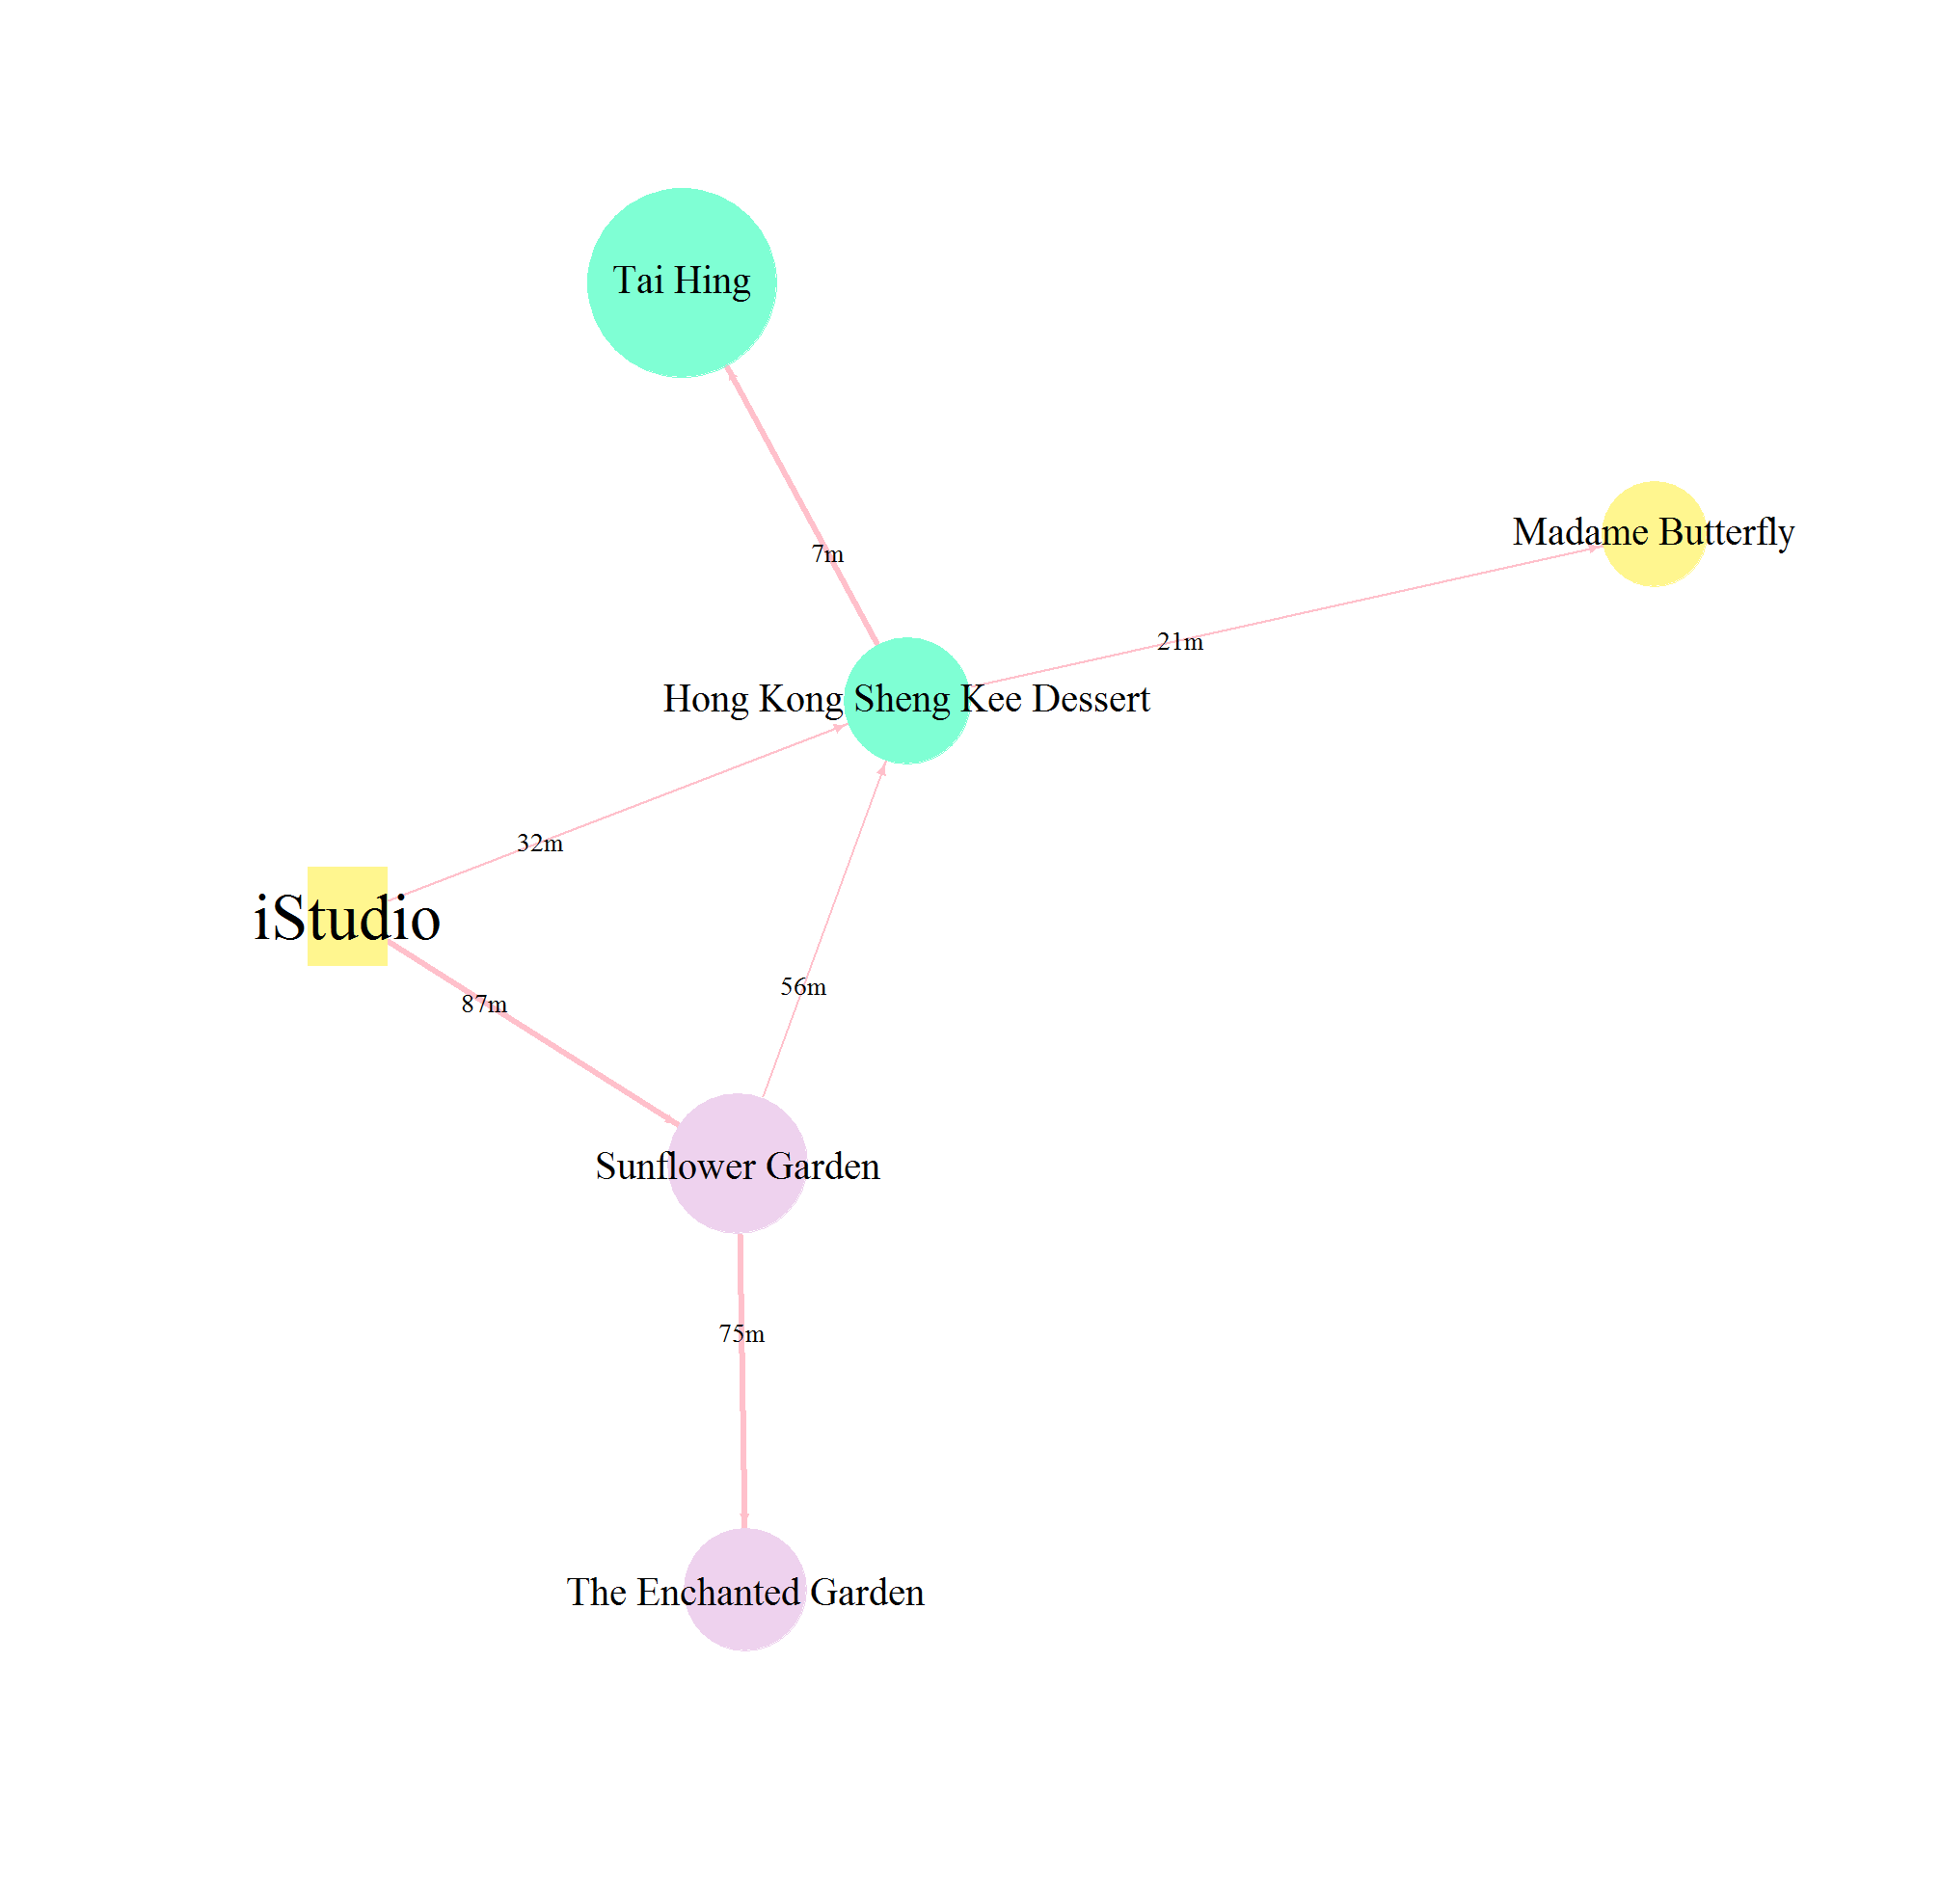 Tai Hing
Madame Butterfly
7m
21m
Hong Kong Sheng Kee Dessert
32m
iStudio
56m
87m
Sunflower Garden
75m
The Enchanted Garden